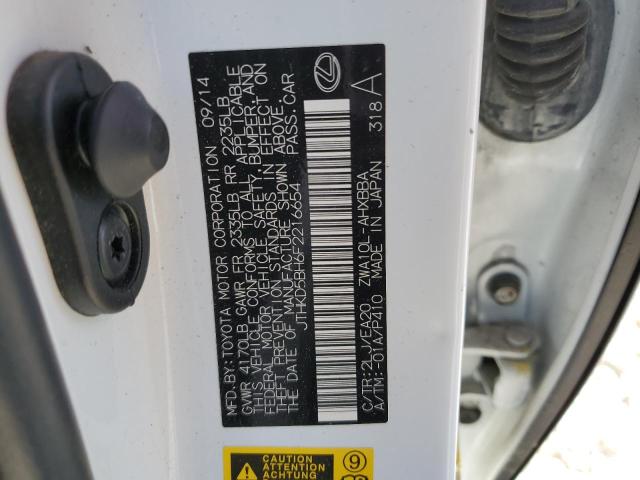 MFD.BY:TOYOTA MOTOR CORPORATION 09/14
GVWR 4170LB GAWR FR 2335LB RR 2235LB
THIS VEHICLE CONFORMS TO ALL APPLICABLE
FEDERAL MOTOR VEHICLE SAFETY, BUMPER, AND
THEFT PREVENTION STANDARDS IN EFFECT ON
THE DATE OF MANUFACTURE SHOWN ABOVE.
JTHKD5BH6F2216654 PASS.CAR
C/TR:2LJ/EA20 ZWA10L-AHXBBA
A/TM:-01A/P410 MADE IN JAPAN 318 A
CAUTION
ATTENTION
ACHTUNG
9